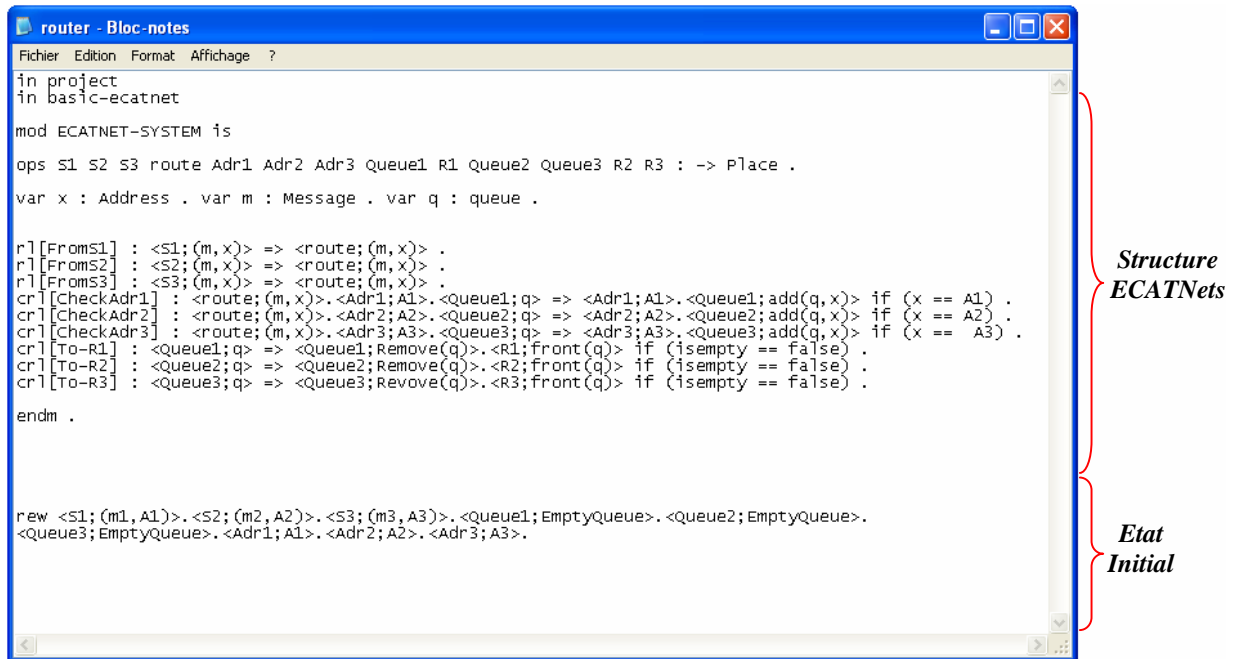 router - Bloc-notes
Fichier Edition Format Affichage ?
in project
in basic-ecatnet
mod ECATNET-SYSTEM is
ops S1 S2 S3 route Adr1 Adr2 Adr3 Queue1 R1 Queue2 Queue3 R2 R3 : -> Place .
var x : Address . var m : Message . var q : queue .
rl[FromS1] : <S1;(m,x)> => <route;(m,x)> .
rl[FromS2] : <S2;(m,x)> => <route;(m,x)> .
rl[FromS3] : <S3;(m,x)> => <route;(m,x)> .
crl[CheckAdr1] : <route;(m,x)>.<Adr1;A1>.<Queue1;q> => <Adr1;A1>.<Queue1;add(q,x)> if (x == A1) .
crl[CheckAdr2] : <route;(m,x)>.<Adr2;A2>.<Queue2;q> => <Adr2;A2>.<Queue2;add(q,x)> if (x == A2) .
crl[CheckAdr3] : <route;(m,x)>.<Adr3;A3>.<Queue3;q> => <Adr3;A3>.<Queue3;add(q,x)> if (x == A3) .
crl[To-R1] : <Queue1;q> => <Queue1;Remove(q)>.<R1;front(q)> if (isempty == false) .
crl[To-R2] : <Queue2;q> => <Queue2;Remove(q)>.<R2;front(q)> if (isempty == false) .
crl[To-R3] : <Queue3;q> => <Queue3;Revove(q)>.<R3;front(q)> if (isempty == false) .
endm .
Structure
ECATNets
rew <S1;(m1,A1)>.<S2;(m2,A2)>.<S3;(m3,A3)>.<Queue1;EmptyQueue>.<Queue2;EmptyQueue>.
<Queue3;EmptyQueue>.<Adr1;A1>.<Adr2;A2>.<Adr3;A3>.
Etat
Initial